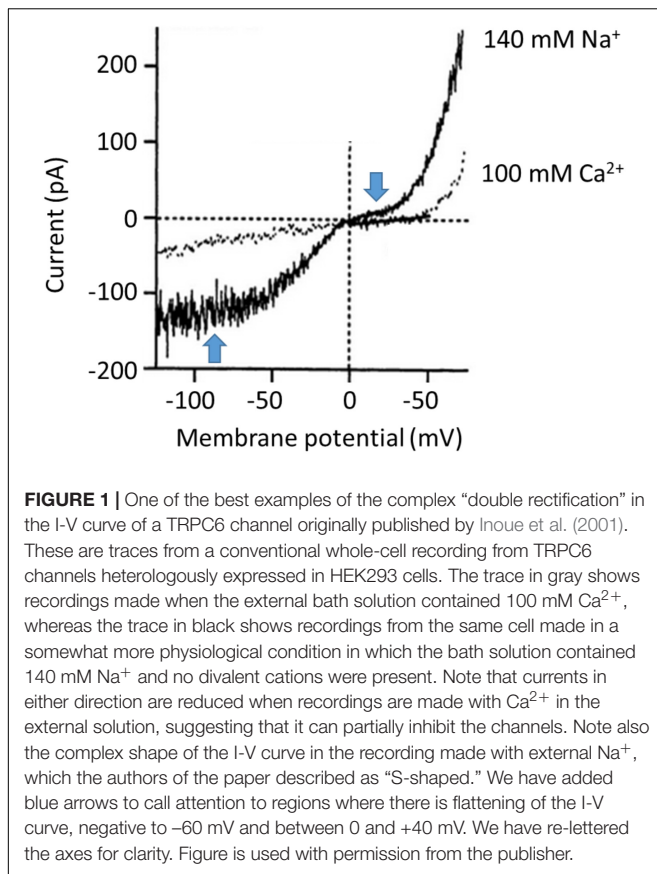 200
140 mM Na⁺
100
100 mM Ca²⁺
0
Current (pA)
-100
-200
-100 -50 0 -50
Membrane potential (mV)
FIGURE 1 | One of the best examples of the complex “double rectification” in
the I-V curve of a TRPC6 channel originally published by Inoue et al. (2001).
These are traces from a conventional whole-cell recording from TRPC6
channels heterologously expressed in HEK293 cells. The trace in gray shows
recordings made when the external bath solution contained 100 mM Ca²⁺,
whereas the trace in black shows recordings from the same cell made in a
somewhat more physiological condition in which the bath solution contained
140 mM Na⁺ and no divalent cations were present. Note that currents in
either direction are reduced when recordings are made with Ca²⁺ in the
external solution, suggesting that it can partially inhibit the channels. Note also
the complex shape of the I-V curve in the recording made with external Na⁺,
which the authors of the paper described as “S-shaped.” We have added
blue arrows to call attention to regions where there is flattening of the I-V
curve, negative to –60 mV and between 0 and +40 mV. We have re-lettered
the axes for clarity. Figure is used with permission from the publisher.